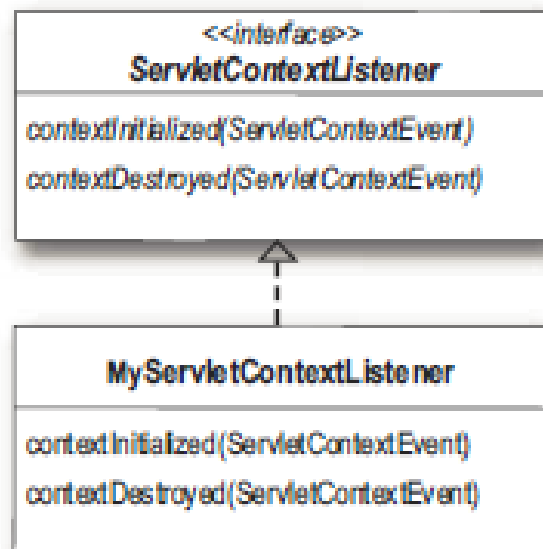 <<interface>>
ServletContextListener
contextInitialized(ServletContextEvent)
contextDestroyed(ServletContextEvent)
MyServletContextListener
contextInitialized(ServletContextEvent)
contextDestroyed(ServletContextEvent)